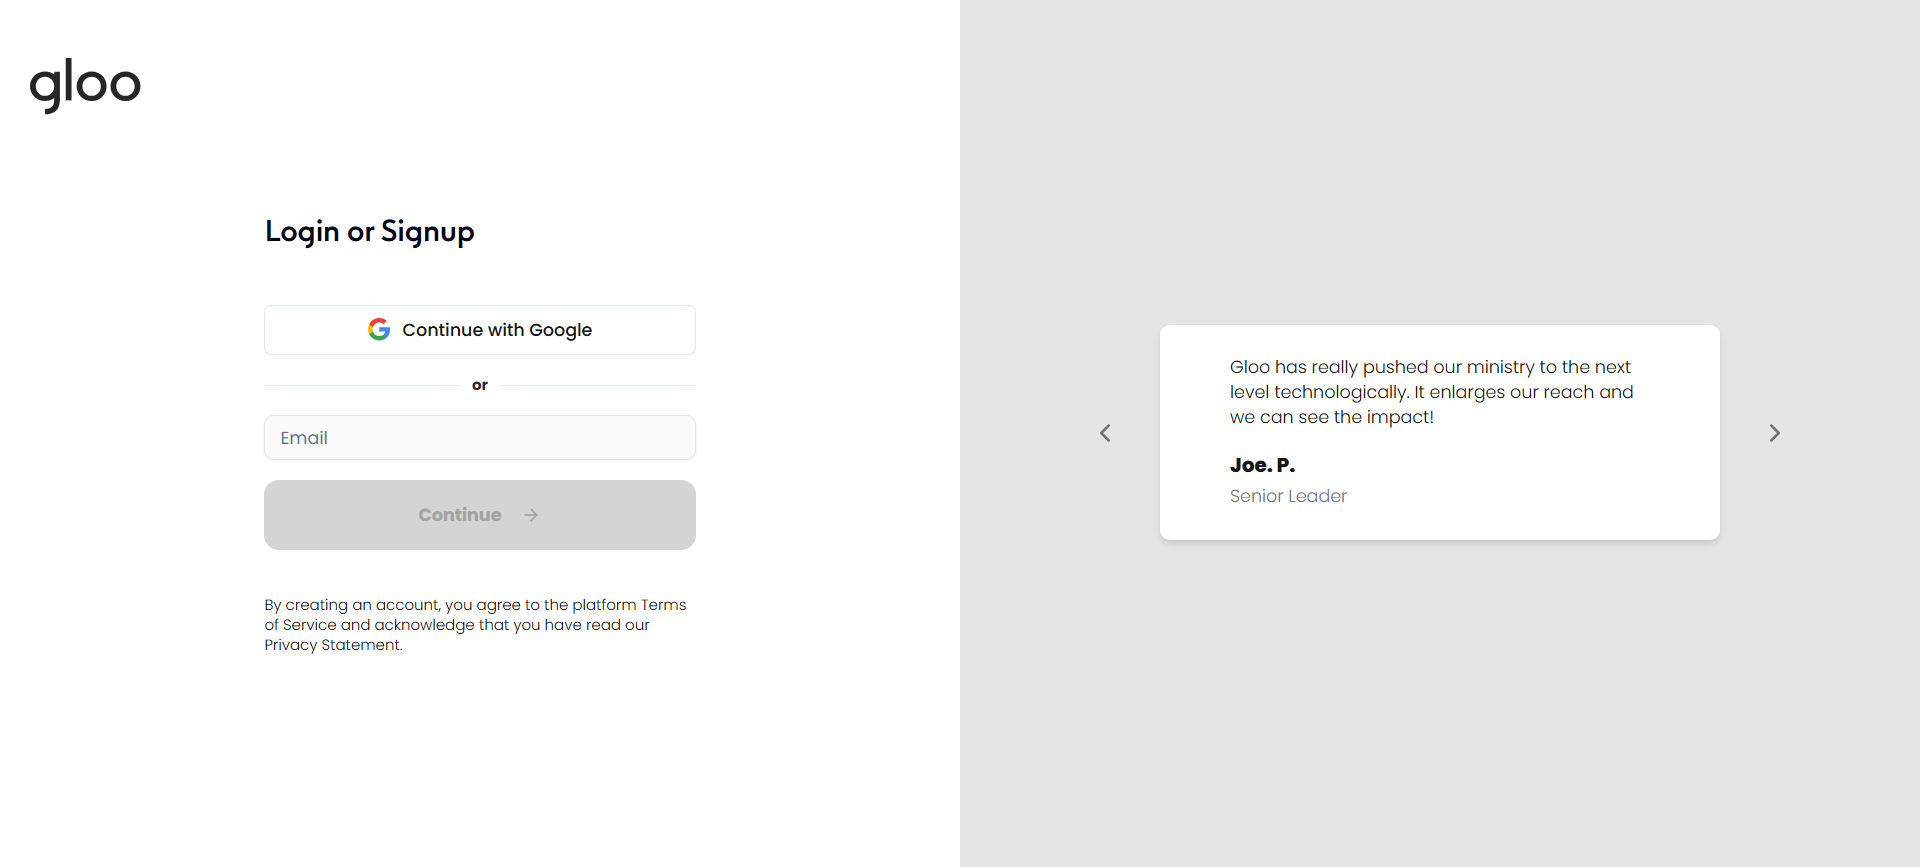 gloo
Login or Signup
Continue with Google
or
Email
Continue
By creating an account, you agree to the platform Terms
of Service and acknowledge that you have read our
Privacy Statement.
Gloo has really pushed our ministry to the next
level technologically. It enlarges our reach and
we can see the impact!
Joe. P.
Senior Leader